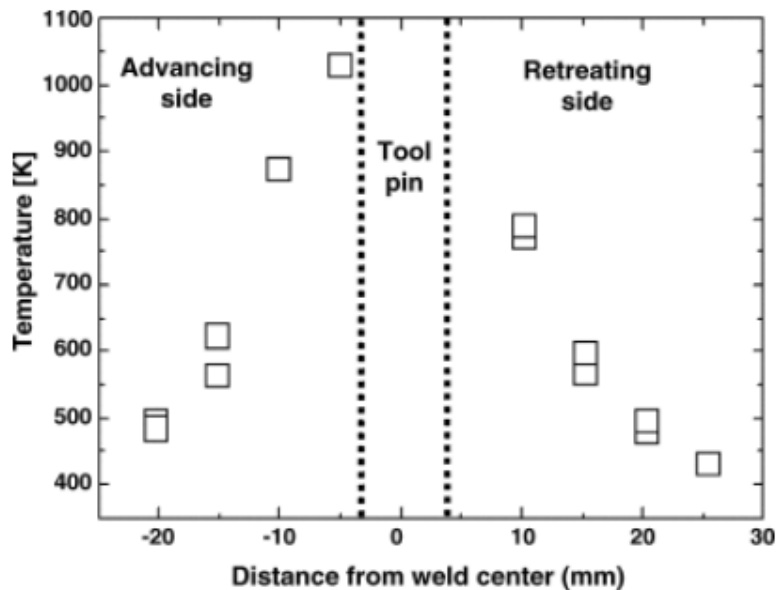 1100
1000
900
800
700
600
500
400
Temperature [K]
Advancing
side
Tool
pin
Retreating
side
-20
-10
0
10
20
30
Distance from weld center (mm)